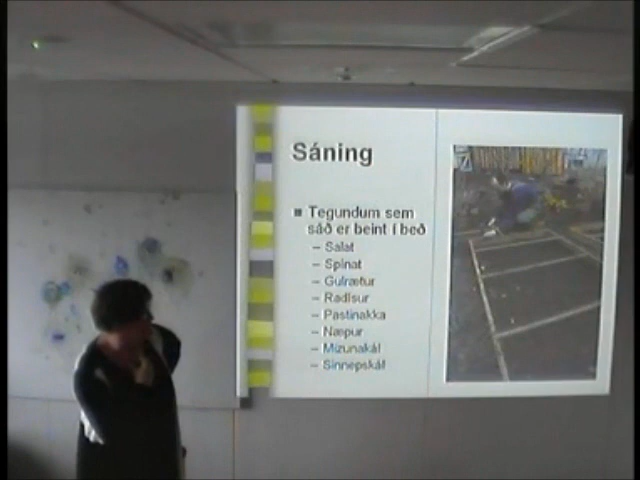 Sáning
Tegundum sem
sáð er beint í beð
– Salat
– Spínat
– Gulrætur
– Radísur
– Pastinakka
– Næpur
– Mizunakál
– Sinnepskál